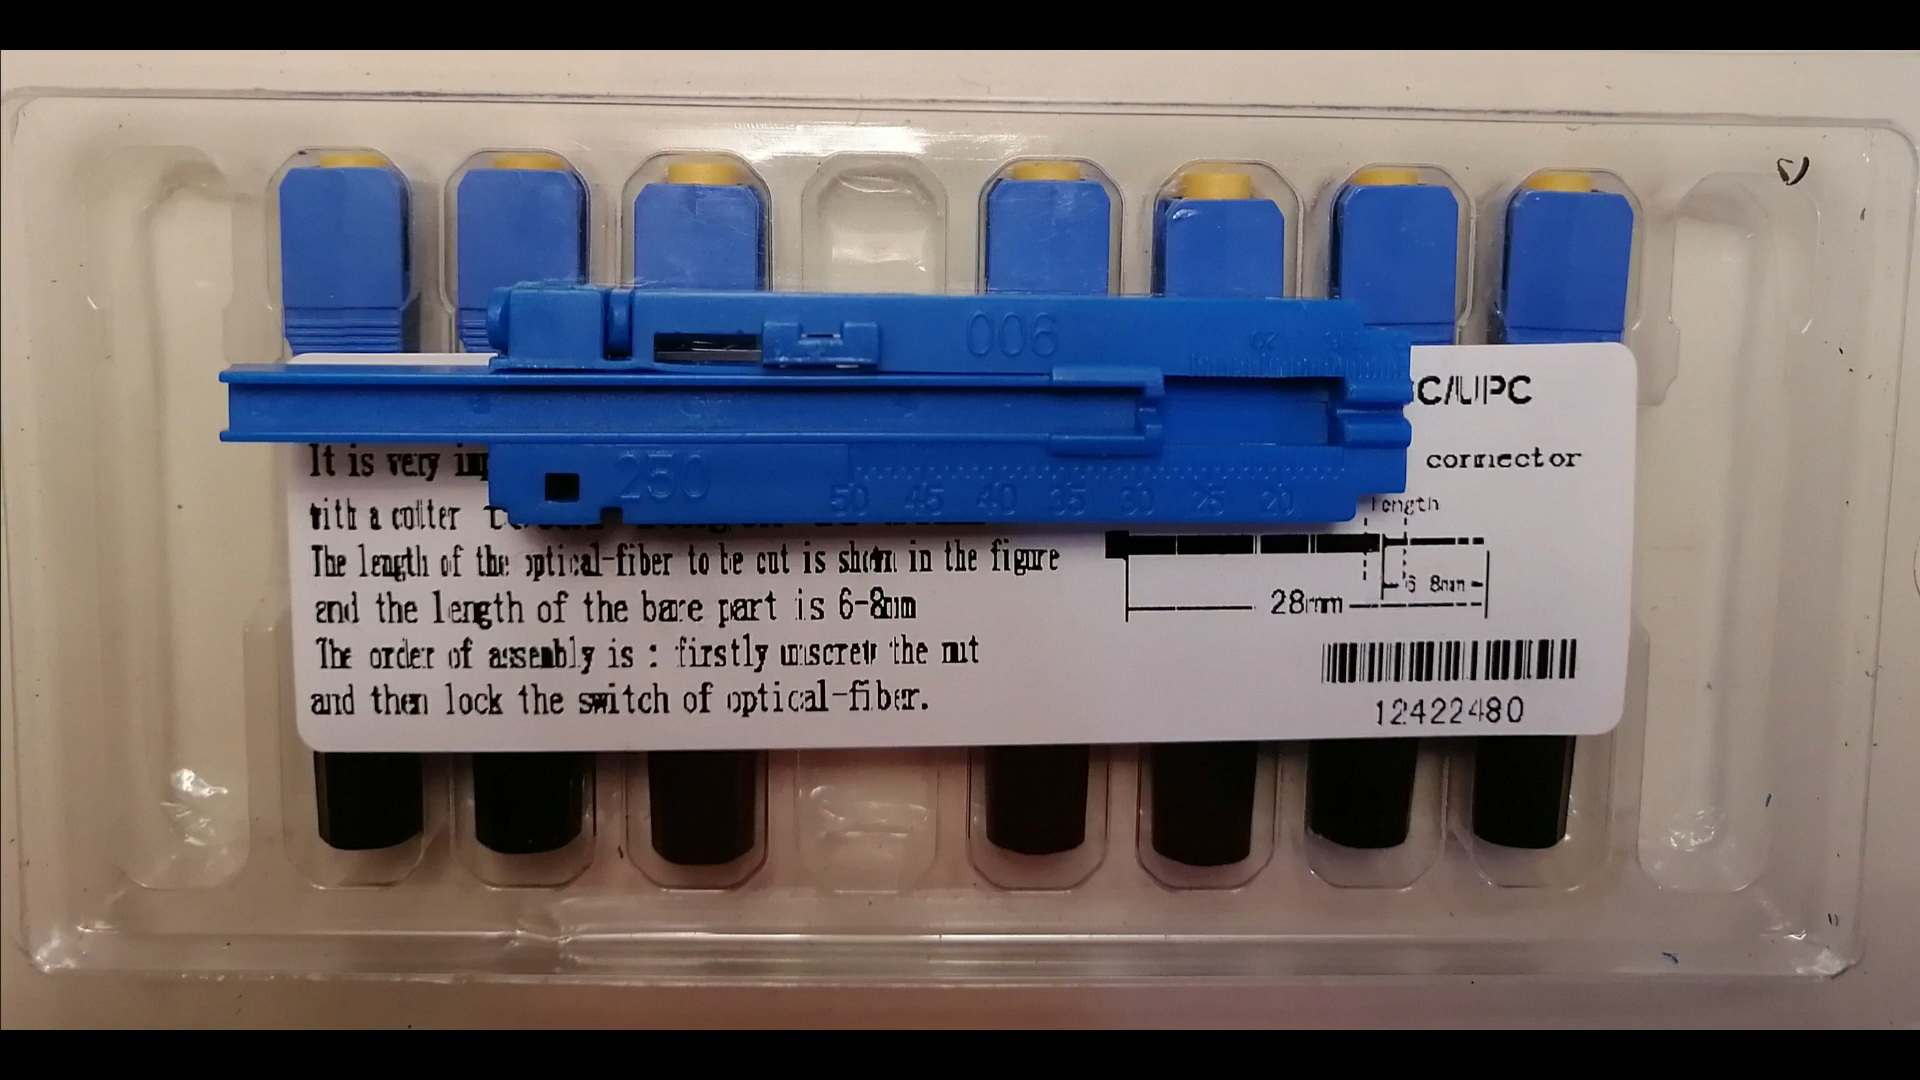 006
C/UPC
250
50 45 40 35 30 25 20
connector
It is very
with a cutter
length
The length of the optical-fiber to be cut is shown in the figure
and the length of the bare part is 6-8mm
6 8mm
28mm
The order of assembly is : firstly unscrew the nut
and then lock the switch of optical-fiber.
12422480